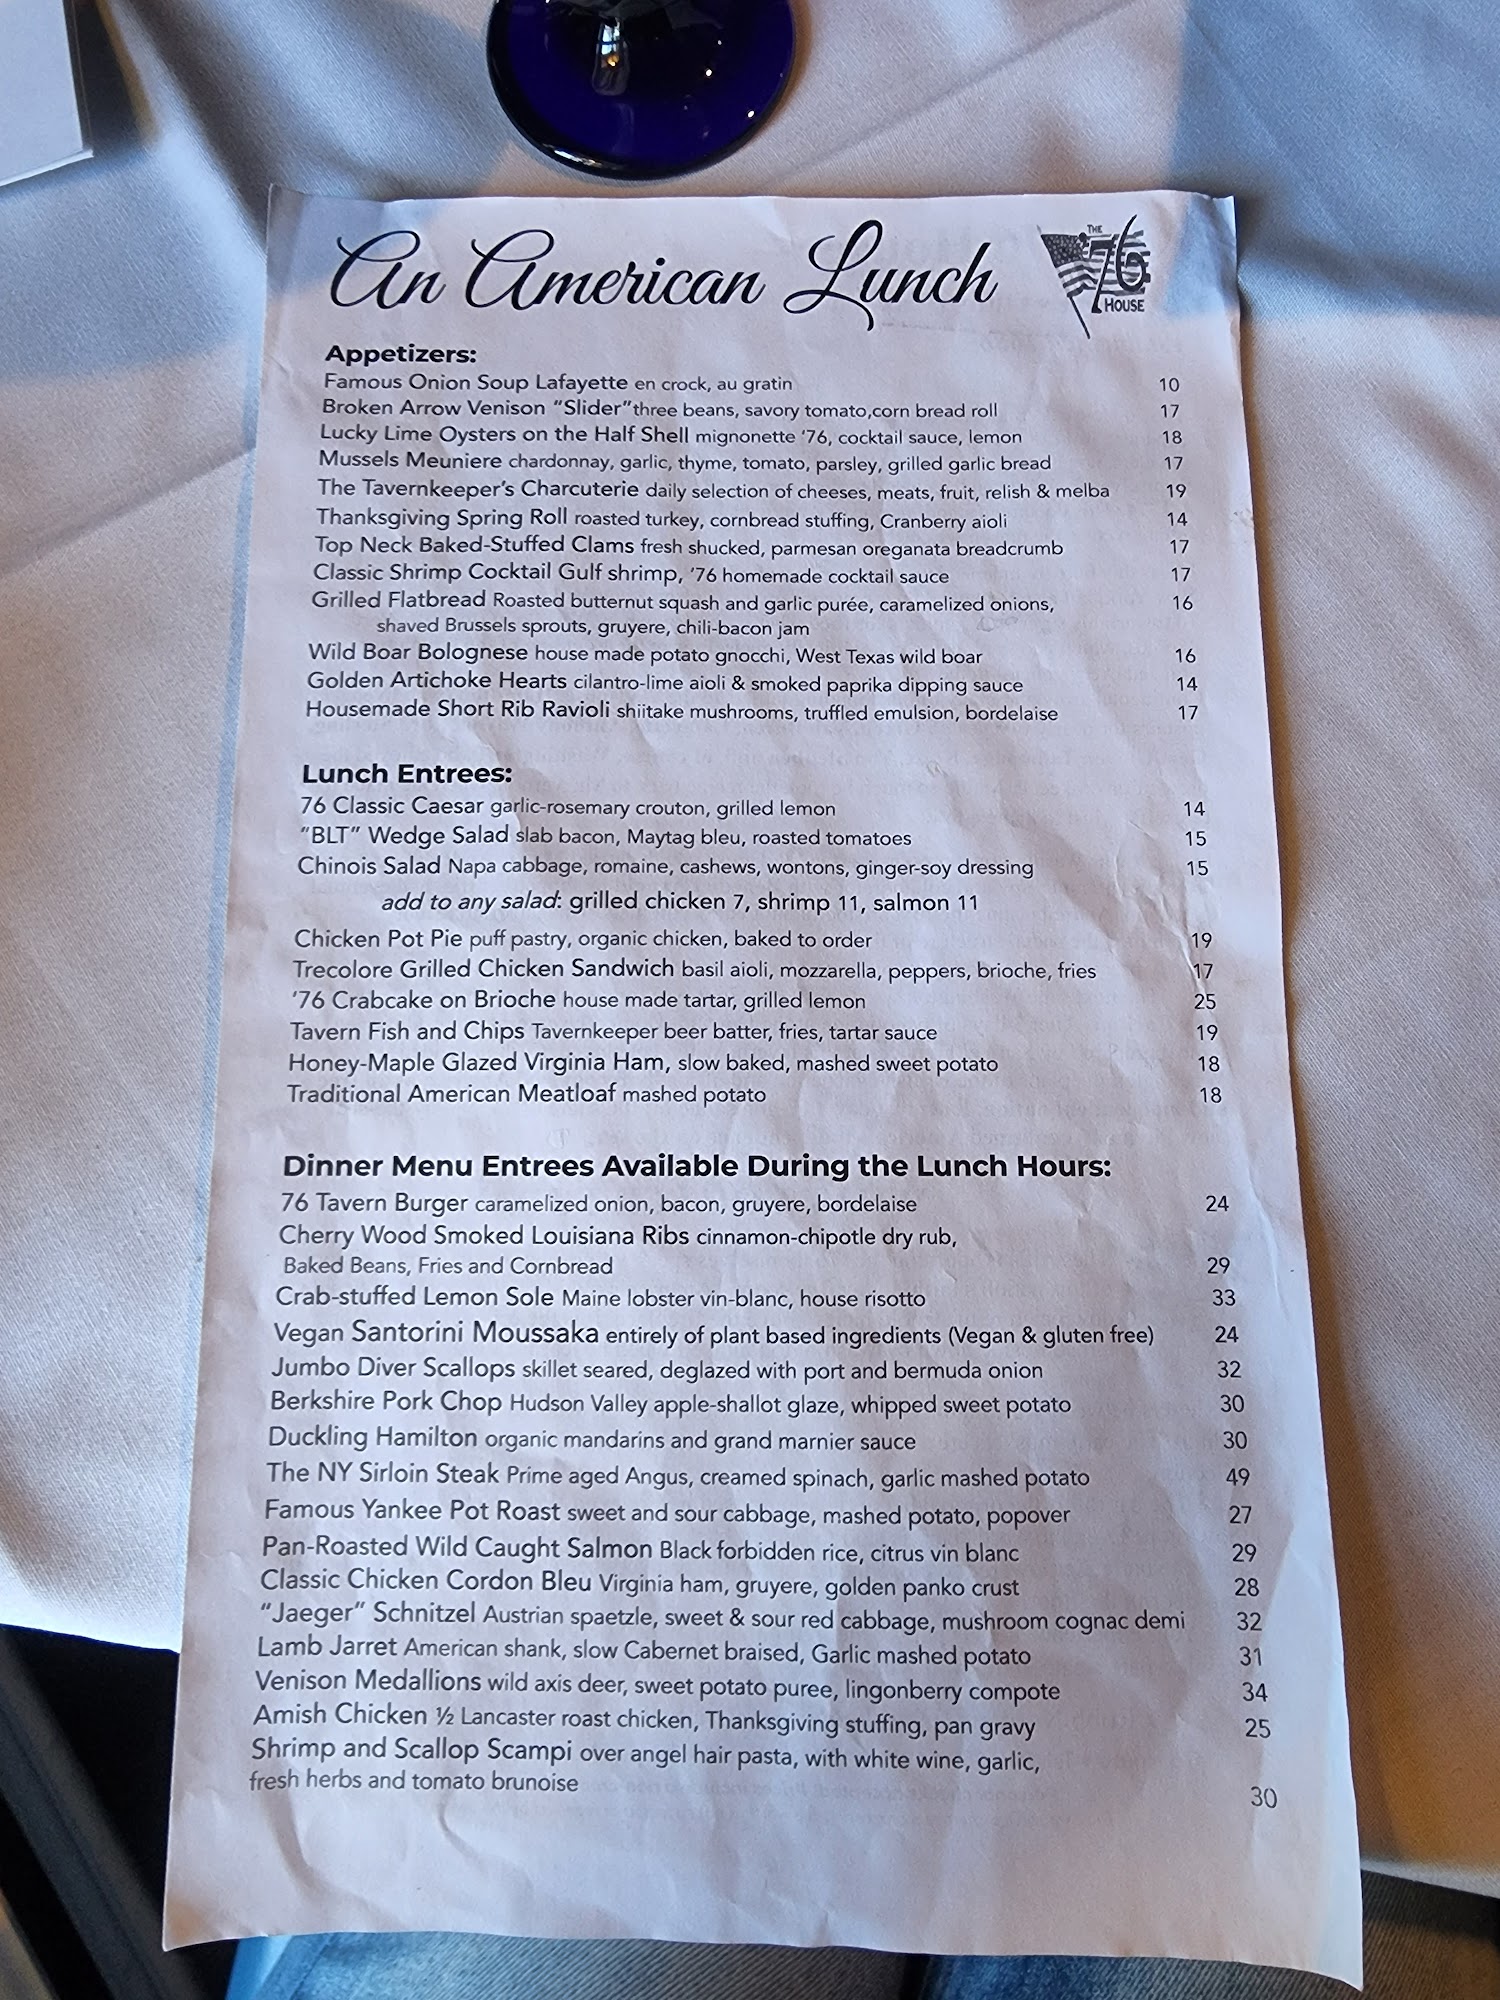 An American Lunch
THE
76
HOUSE
Appetizers:
Famous Onion Soup Lafayette en crock, au gratin 10
Broken Arrow Venison "Slider"three beans, savory tomato,corn bread roll 17
Lucky Lime Oysters on the Half Shell mignonette '76, cocktail sauce, lemon 18
Mussels Meuniere chardonnay, garlic, thyme, tomato, parsley, grilled garlic bread 17
The Tavernkeeper's Charcuterie daily selection of cheeses, meats, fruit, relish & melba 19
Thanksgiving Spring Roll roasted turkey, cornbread stuffing, Cranberry aioli 14
Top Neck Baked-Stuffed Clams fresh shucked, parmesan oreganata breadcrumb 17
Classic Shrimp Cocktail Gulf shrimp, '76 homemade cocktail sauce 17
Grilled Flatbread Roasted butternut squash and garlic purée, caramelized onions, 16
shaved Brussels sprouts, gruyere, chili-bacon jam
Wild Boar Bolognese house made potato gnocchi, West Texas wild boar 16
Golden Artichoke Hearts cilantro-lime aioli & smoked paprika dipping sauce 14
Housemade Short Rib Ravioli shiitake mushrooms, truffled emulsion, bordelaise 17
Lunch Entrees:
76 Classic Caesar garlic-rosemary crouton, grilled lemon 14
"BLT" Wedge Salad slab bacon, Maytag bleu, roasted tomatoes 15
Chinois Salad Napa cabbage, romaine, cashews, wontons, ginger-soy dressing 15
add to any salad: grilled chicken 7, shrimp 11, salmon 11
Chicken Pot Pie puff pastry, organic chicken, baked to order 19
Trecolore Grilled Chicken Sandwich basil aioli, mozzarella, peppers, brioche, fries 17
'76 Crabcake on Brioche house made tartar, grilled lemon 25
Tavern Fish and Chips Tavernkeeper beer batter, fries, tartar sauce 19
Honey-Maple Glazed Virginia Ham, slow baked, mashed sweet potato 18
Traditional American Meatloaf mashed potato 18
Dinner Menu Entrees Available During the Lunch Hours:
76 Tavern Burger caramelized onion, bacon, gruyere, bordelaise 24
Cherry Wood Smoked Louisiana Ribs cinnamon-chipotle dry rub,
Baked Beans, Fries and Cornbread 29
Crab-stuffed Lemon Sole Maine lobster vin-blanc, house risotto 33
Vegan Santorini Moussaka entirely of plant based ingredients (Vegan & gluten free) 24
Jumbo Diver Scallops skillet seared, deglazed with port and bermuda onion 32
Berkshire Pork Chop Hudson Valley apple-shallot glaze, whipped sweet potato 30
Duckling Hamilton organic mandarins and grand marnier sauce 30
The NY Sirloin Steak Prime aged Angus, creamed spinach, garlic mashed potato 49
Famous Yankee Pot Roast sweet and sour cabbage, mashed potato, popover 27
Pan-Roasted Wild Caught Salmon Black forbidden rice, citrus vin blanc 29
Classic Chicken Cordon Bleu Virginia ham, gruyere, golden panko crust 28
"Jaeger" Schnitzel Austrian spaetzle, sweet & sour red cabbage, mushroom cognac demi 32
Lamb Jarret American shank, slow Cabernet braised, Garlic mashed potato 31
Venison Medallions wild axis deer, sweet potato puree, lingonberry compote 34
Amish Chicken ½ Lancaster roast chicken, Thanksgiving stuffing, pan gravy 25
Shrimp and Scallop Scampi over angel hair pasta, with white wine, garlic,
fresh herbs and tomato brunoise 30